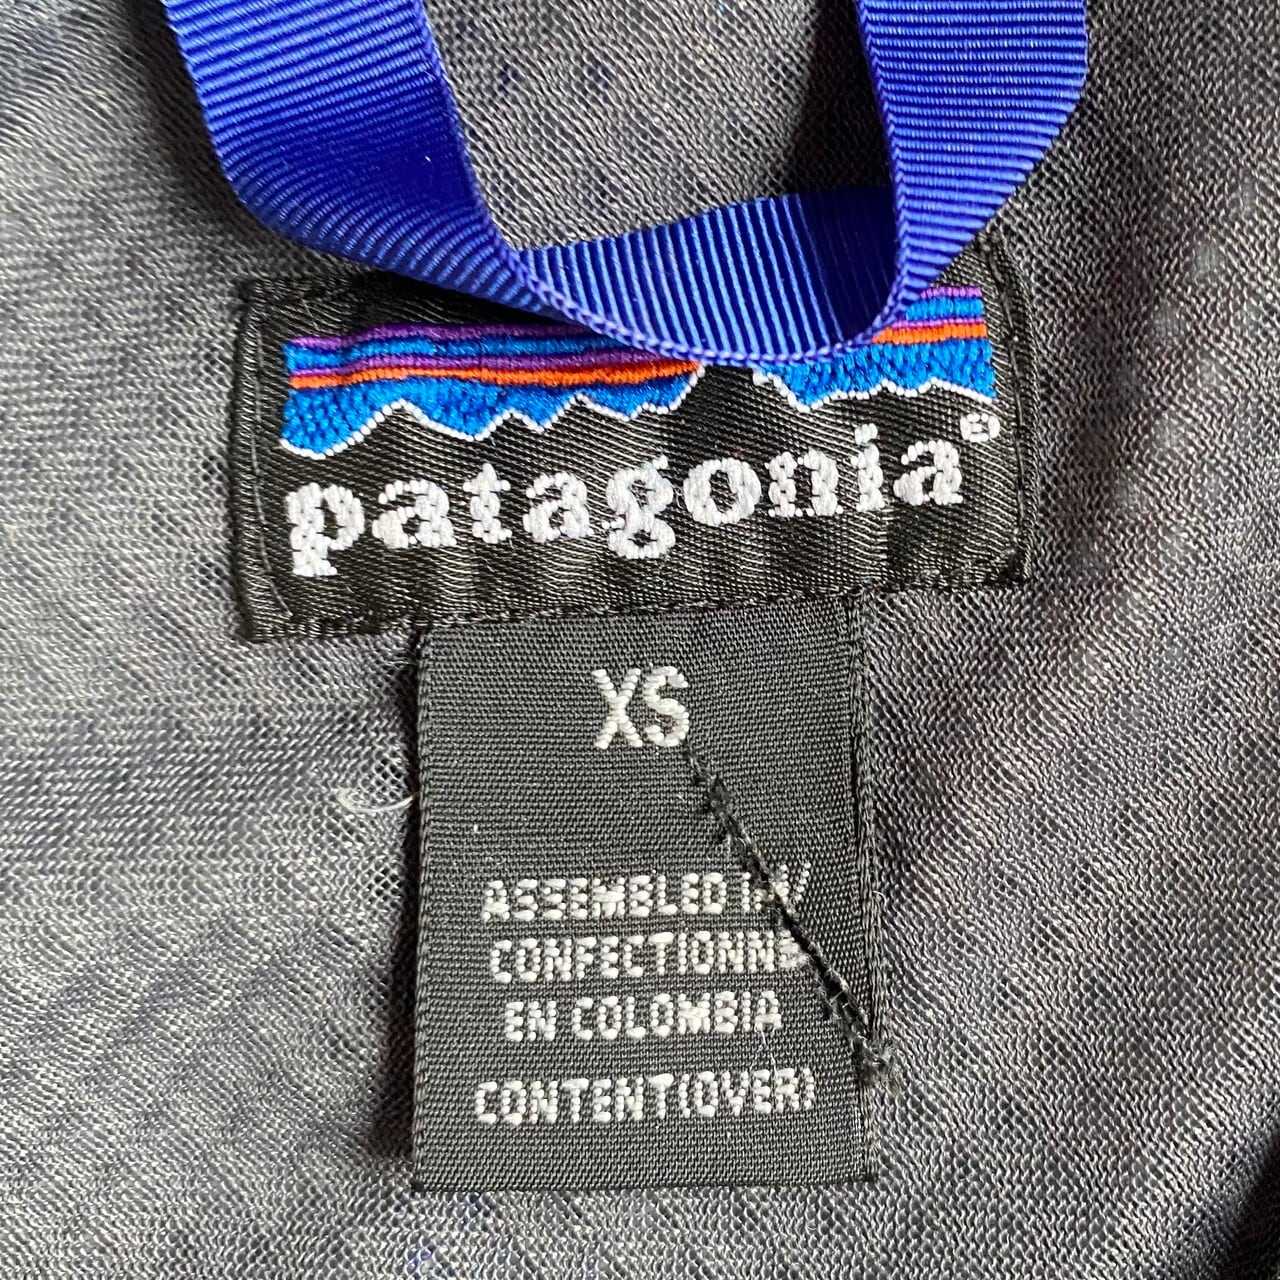 patagonia®
XS
ASSEMBLED IN/
CONFECTIONNE
EN COLOMBIA
CONTENT(OVER)